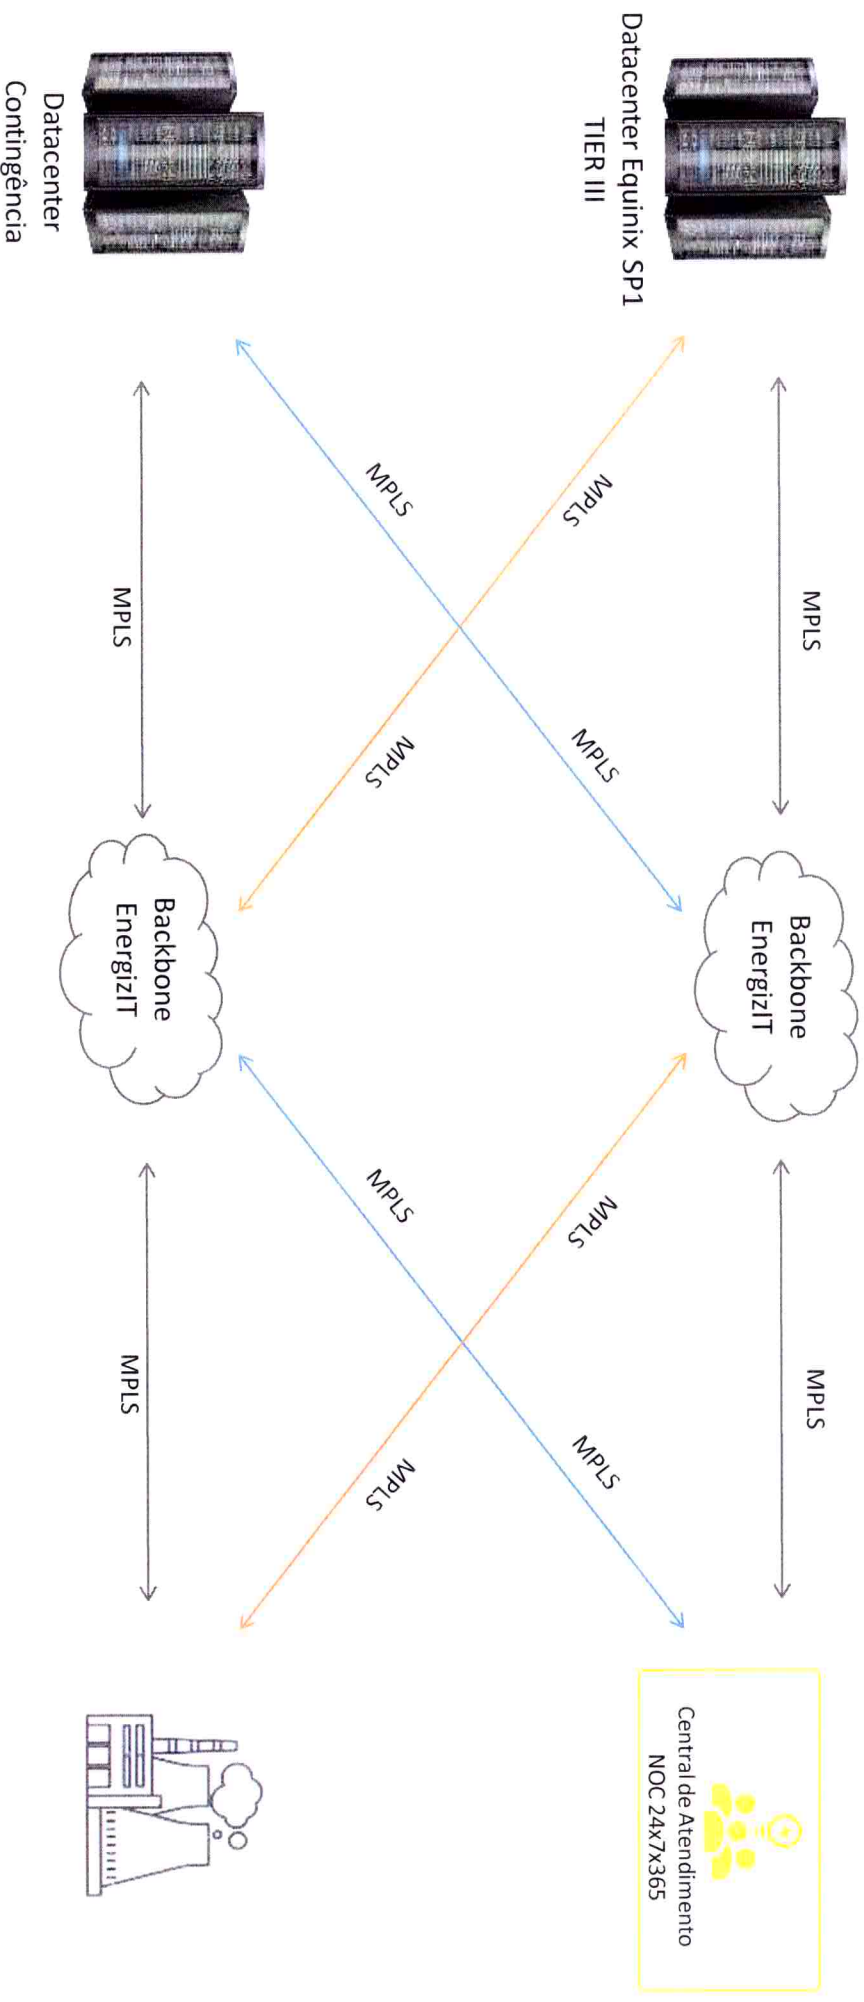 Datacenter Equinix SP1
TIER III
MPLS
Backbone
EnergizIT
MPLS
Central de Atendimento
NOC 24x7x365
MPLS
MPLS
MPLS
MPLS
MPLS
MPLS
MPLS
MPLS
Datacenter
Contingência
MPLS
Backbone
EnergizIT
MPLS